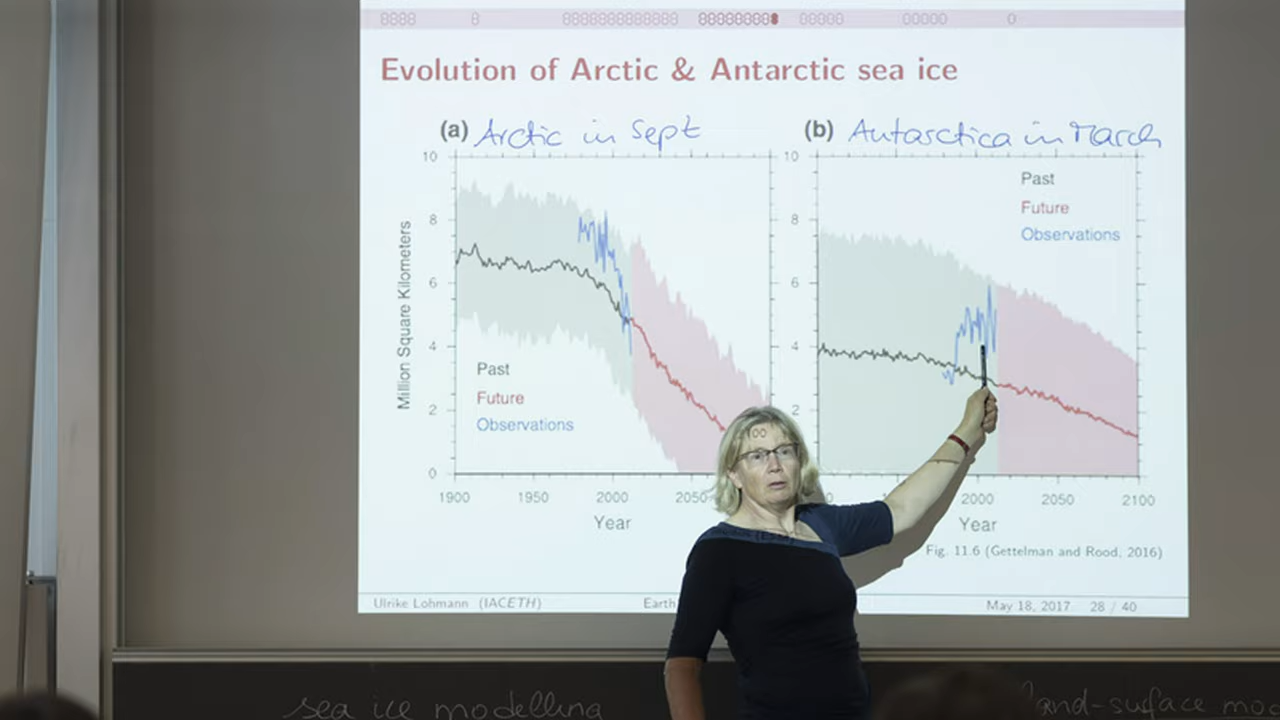 Evolution of Arctic & Antarctic sea ice
(a) Arctic in Sept
(b) Antarctica in March
10
8
6
4
2
0
Million Square Kilometers
Past
Future
Observations
1900 1950 2000 2050
Year
10
8
6
4
2
Past
Future
Observations
2000 2050 2100
Year
Fig. 11.6 (Gettelman and Rood, 2016)
Ulrike Lohmann (IACETH) Earth May 18, 2017 28 / 40
sea ice modelling land-surface